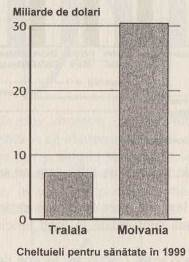 Miliarde de dolari
30
20
10
0
Tralala Molvania
Cheltuieli pentru sănătate în 1999